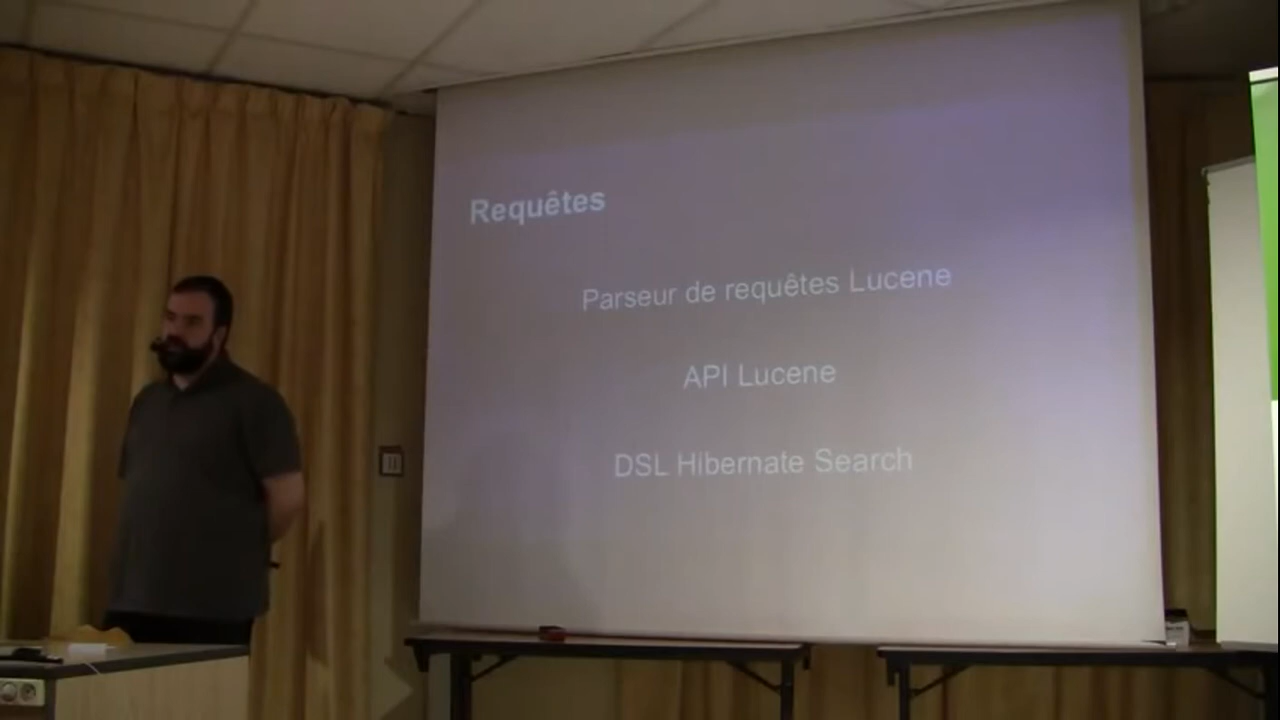 Requêtes
Parseur de requêtes Lucene
API Lucene
DSL Hibernate Search